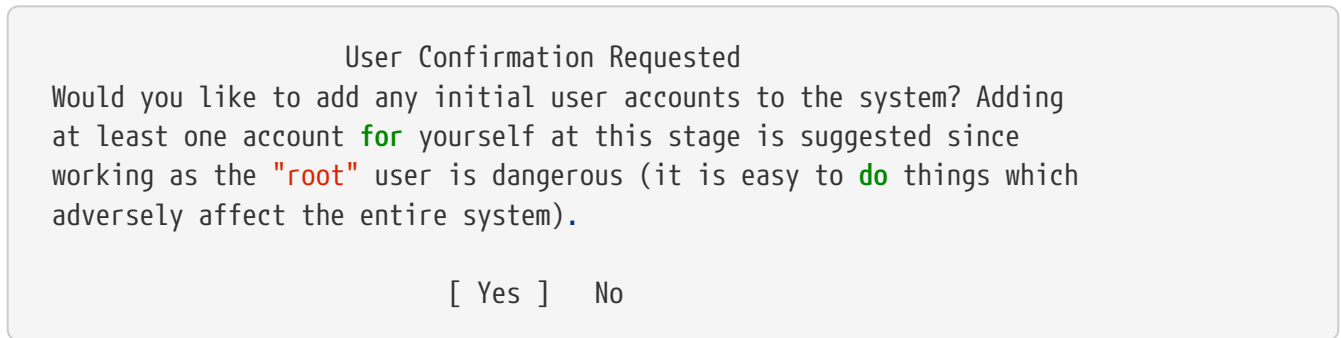 User Confirmation Requested
Would you like to add any initial user accounts to the system? Adding
at least one account for yourself at this stage is suggested since
working as the "root" user is dangerous (it is easy to do things which
adversely affect the entire system).
[ Yes ] No